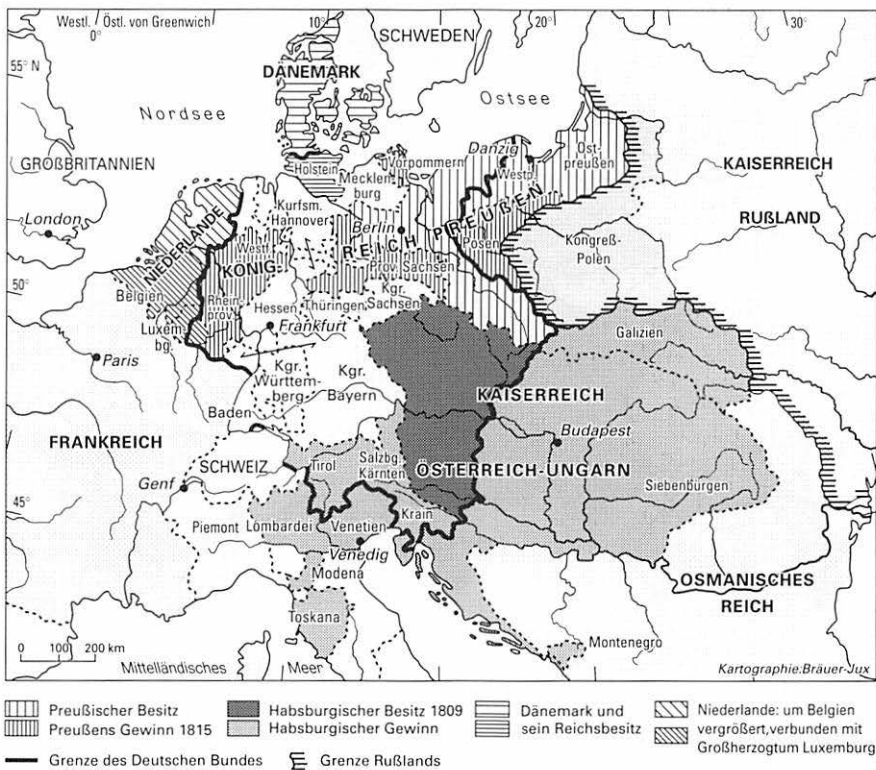 Westl. Östl. von Greenwich
0° 10° 20° 30°
55° N
SCHWEDEN
DÄNEMARK
Nordsee
Ostsee
GROßBRITANNIEN
Danzig
Ost-
preußen
Westp.
Holstein
Vorpommern
Mecklen-
burg
KAISERREICH
RUßLAND
London
NIEDERLANDE
Kurfsm.
Hannover
Berlin
KÖNIG-
REICH PREUßEN
Westf.
Posen
Kongreß-
Polen
Prov. Sachsen
50°
Belgien
Rhein-
prov.
Hessen
Thüringen
Kgr.
Sachsen
Luxem-
bg.
Frankfurt
Galizien
Paris
Kgr.
Württem-
berg
Kgr.
Bayern
KAISERREICH
Baden
Budapest
FRANKREICH
SCHWEIZ
Tirol
Salzbg.
Kärnten
ÖSTERREICH-UNGARN
Genf
Siebenbürgen
45°
Piemont
Lombardei
Venetien
Krain
Venedig
Modena
OSMANISCHES
REICH
Toskana
Montenegro
0 100 200 km
Mittelländisches Meer
Kartographie:Bräuer-Jux
Preußischer Besitz
Preußens Gewinn 1815
Habsburgischer Besitz 1809
Habsburgischer Gewinn
Dänemark und
sein Reichsbesitz
Niederlande: um Belgien
vergrößert,verbunden mit
Großherzogtum Luxemburg
Grenze des Deutschen Bundes
Grenze Rußlands